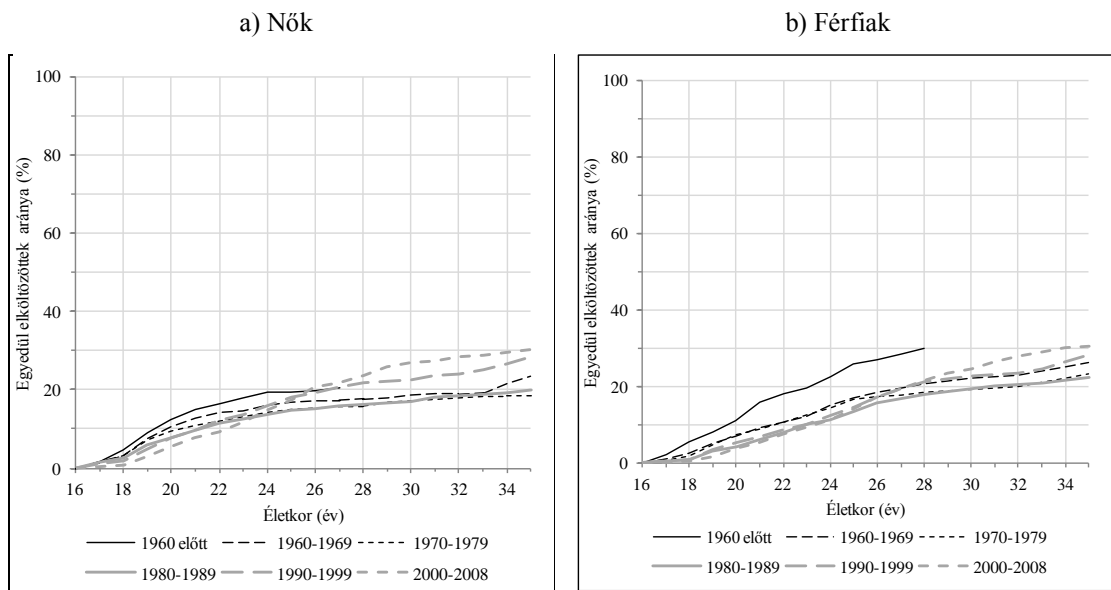 a) Nők
b) Férfiak
Egyedül elköltözöttek aránya (%)
100
80
60
40
20
0
16 18 20 22 24 26 28 30 32 34
Életkor (év)
1960 előtt 1960-1969 1970-1979
1980-1989 1990-1999 2000-2008
Egyedül elköltözöttek aránya (%)
100
80
60
40
20
0
16 18 20 22 24 26 28 30 32 34
Életkor (év)
1960 előtt 1960-1969 1970-1979
1980-1989 1990-1999 2000-2008